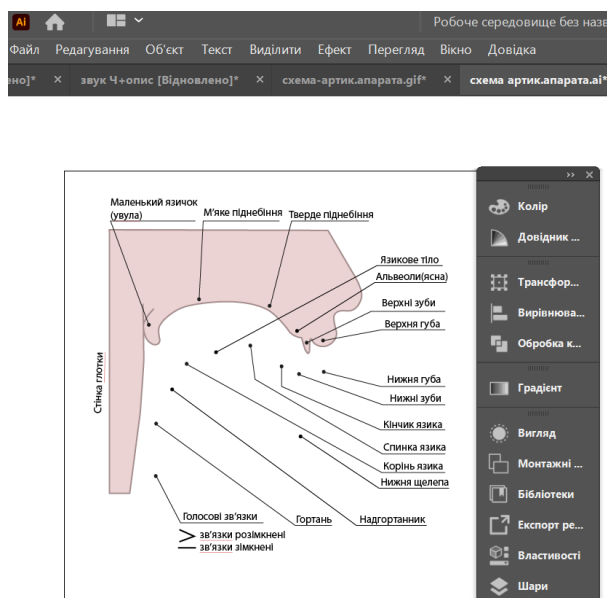 Ai
Робоче середовище без назв
Файл Редагування Об'єкт Текст Виділити Ефект Перегляд Вікно Довідка
ено]* × звук Ч+опис [Відновлено]* × схема-артик.апарата.gif* × схема артик.апарата.ai*
Колір
Довідник ...
Трансфор...
Вирівнюва...
Обробка к...
Градієнт
Вигляд
Монтажні ...
Бібліотеки
Експорт ре...
Властивості
Шари
Маленький язичок
(увула)
М'яке піднебіння
Тверде піднебіння
Язикове тіло
Альвеоли(ясна)
Верхні зуби
Верхня губа
Стінка глотки
Нижня губа
Нижні зуби
Кінчик язика
Спинка язика
Корінь язика
Нижня щелепа
Голосові зв'язки
Гортань
Надгортанник
зв'язки розімкнені
зв'язки зімкнені